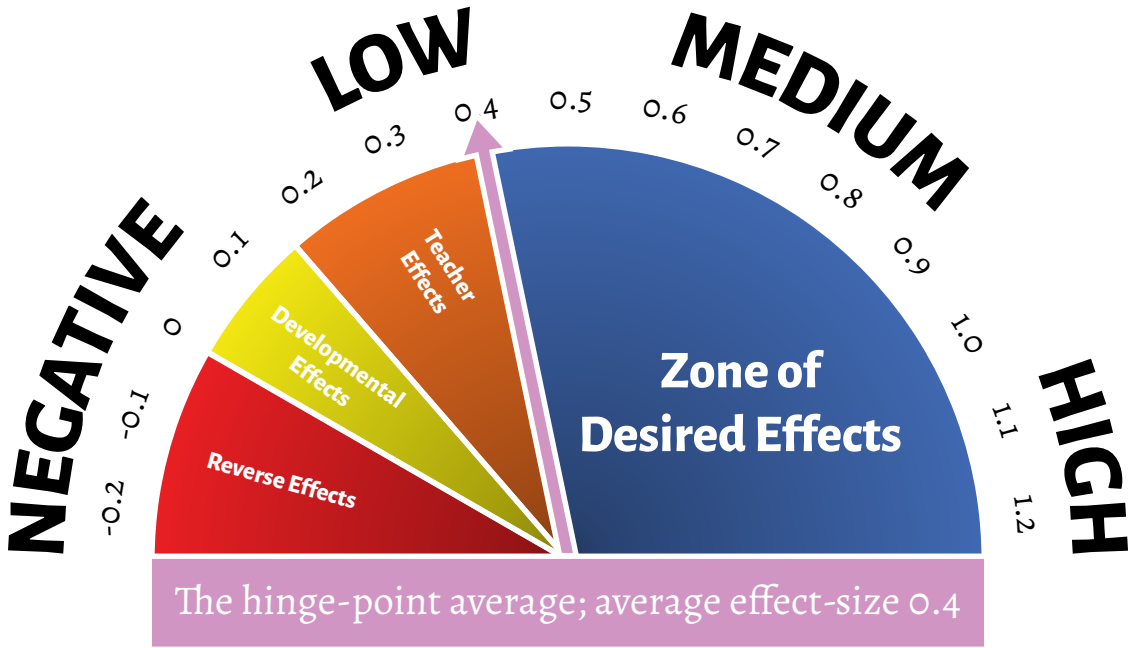 NEGATIVE
LOW
MEDIUM
HIGH
-0.2
-0.1
0
0.1
0.2
0.3
0.4
0.5
0.6
0.7
0.8
0.9
1.0
1.1
1.2
Reverse Effects
Developmental
Effects
Teacher
Effects
Zone of
Desired Effects
The hinge-point average; average effect-size 0.4